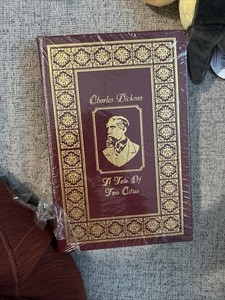 Charles Dickens
A Tale Of
Two Cities